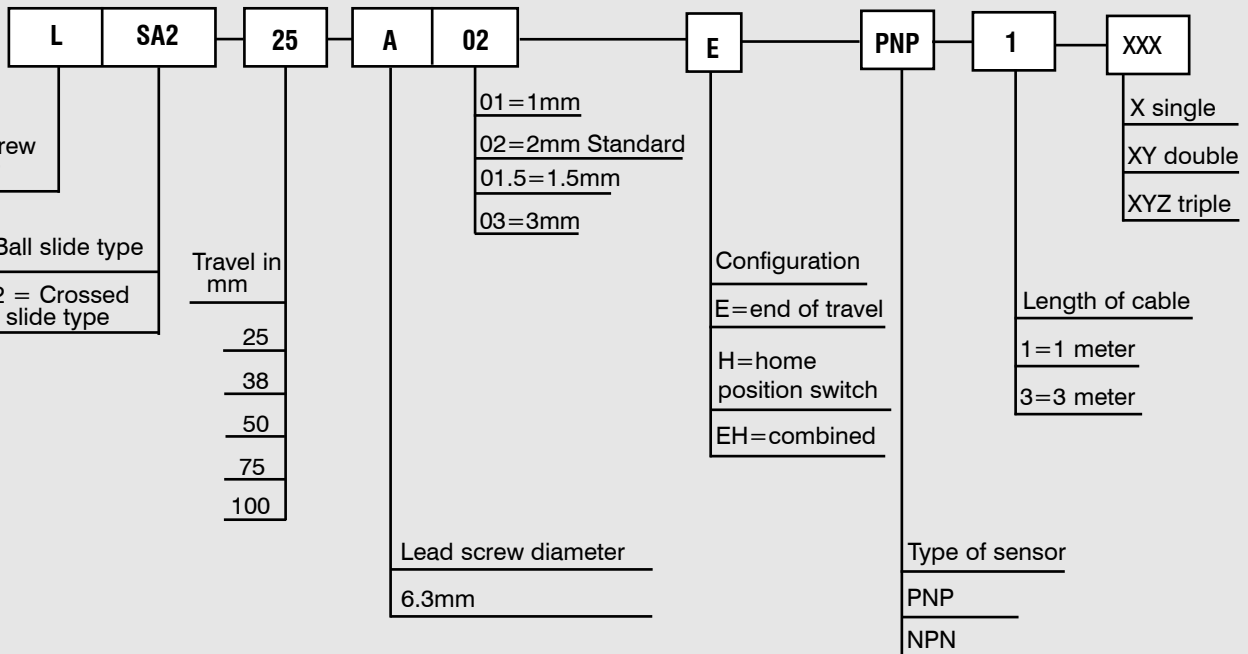 L SA2 25 A 02 E PNP 1 XXX
01=1mm
02=2mm Standard
01.5=1.5mm
03=3mm
X single
XY double
XYZ triple
Ball slide type
2 = Crossed
slide type
Travel in
mm
25
38
50
75
100
Configuration
E=end of travel
H=home
position switch
EH=combined
Length of cable
1=1 meter
3=3 meter
Lead screw diameter
6.3mm
Type of sensor
PNP
NPN